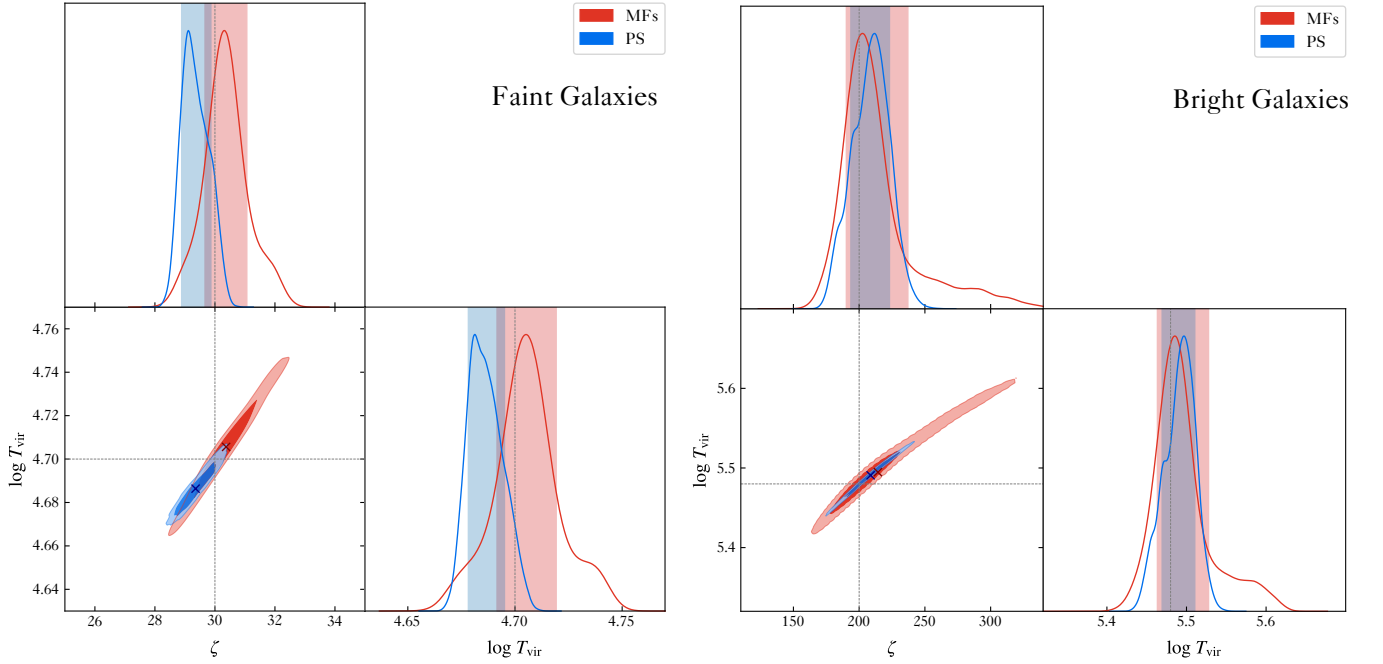 MFs
PS
Faint Galaxies
4.76
4.74
4.72
4.70
4.68
4.66
4.64
log T_vir
26
28
30
32
34
ζ
4.65
4.70
4.75
log T_vir
MFs
PS
Bright Galaxies
5.6
5.5
5.4
log T_vir
150
200
250
300
ζ
5.4
5.5
5.6
log T_vir